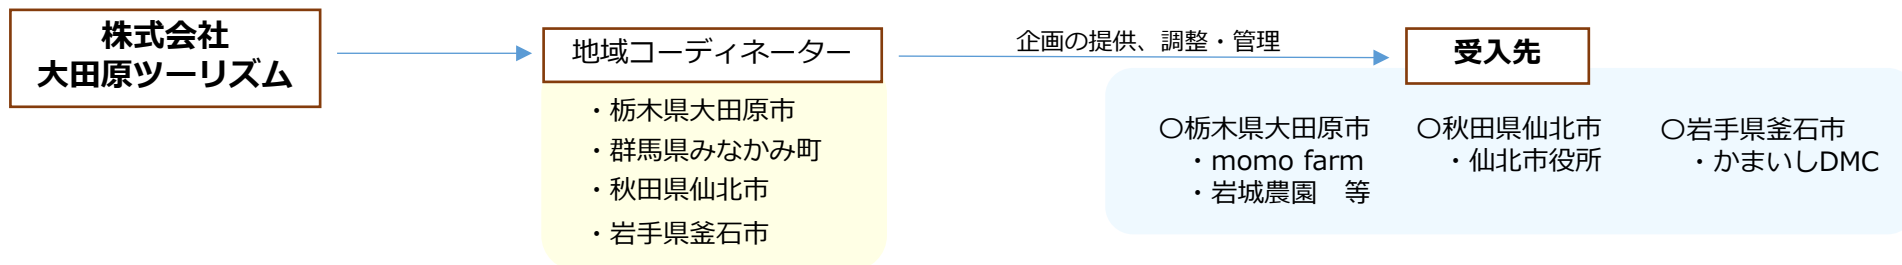 株式会社
大田原ツーリズム
地域コーディネーター
・栃木県大田原市
・群馬県みなかみ町
・秋田県仙北市
・岩手県釜石市
企画の提供、調整・管理
受入先
〇栃木県大田原市
・momo farm
・岩城農園　等
〇秋田県仙北市
・仙北市役所
〇岩手県釜石市
・かまいしDMC